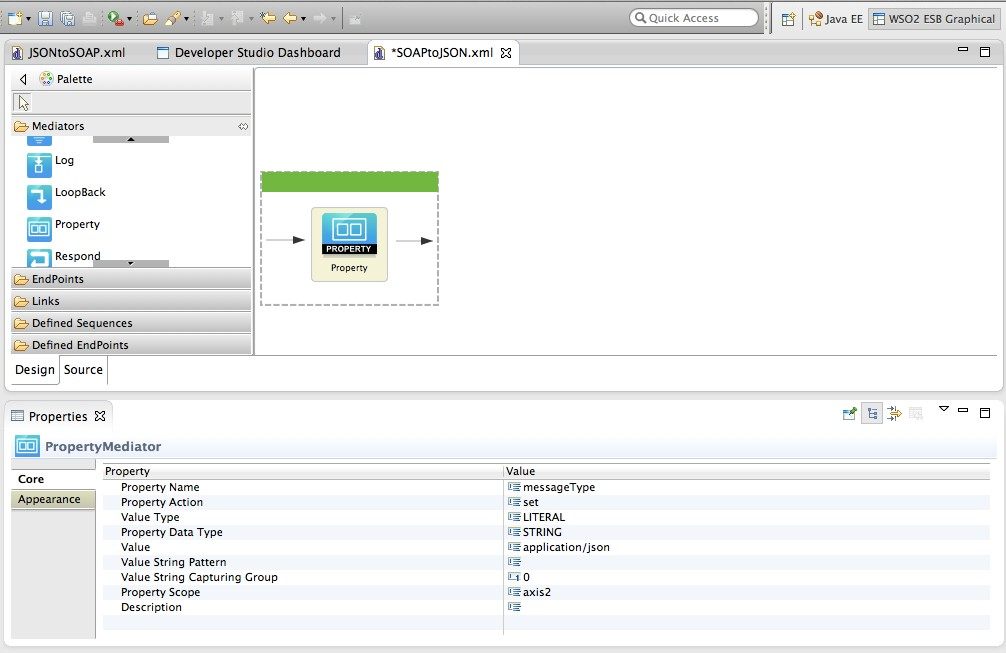 Quick Access
Java EE
WSO2 ESB Graphical
JSONtoSOAP.xml
Developer Studio Dashboard
*SOAPtoJSON.xml
Palette
Mediators
Log
LoopBack
Property
Respond
EndPoints
Links
Defined Sequences
Defined EndPoints
PROPERTY
Property
Design
Source
Properties
PropertyMediator
Core
Appearance
Property Value
Property Name messageType
Property Action set
Value Type LITERAL
Property Data Type STRING
Value application/json
Value String Pattern
Value String Capturing Group 0
Property Scope axis2
Description